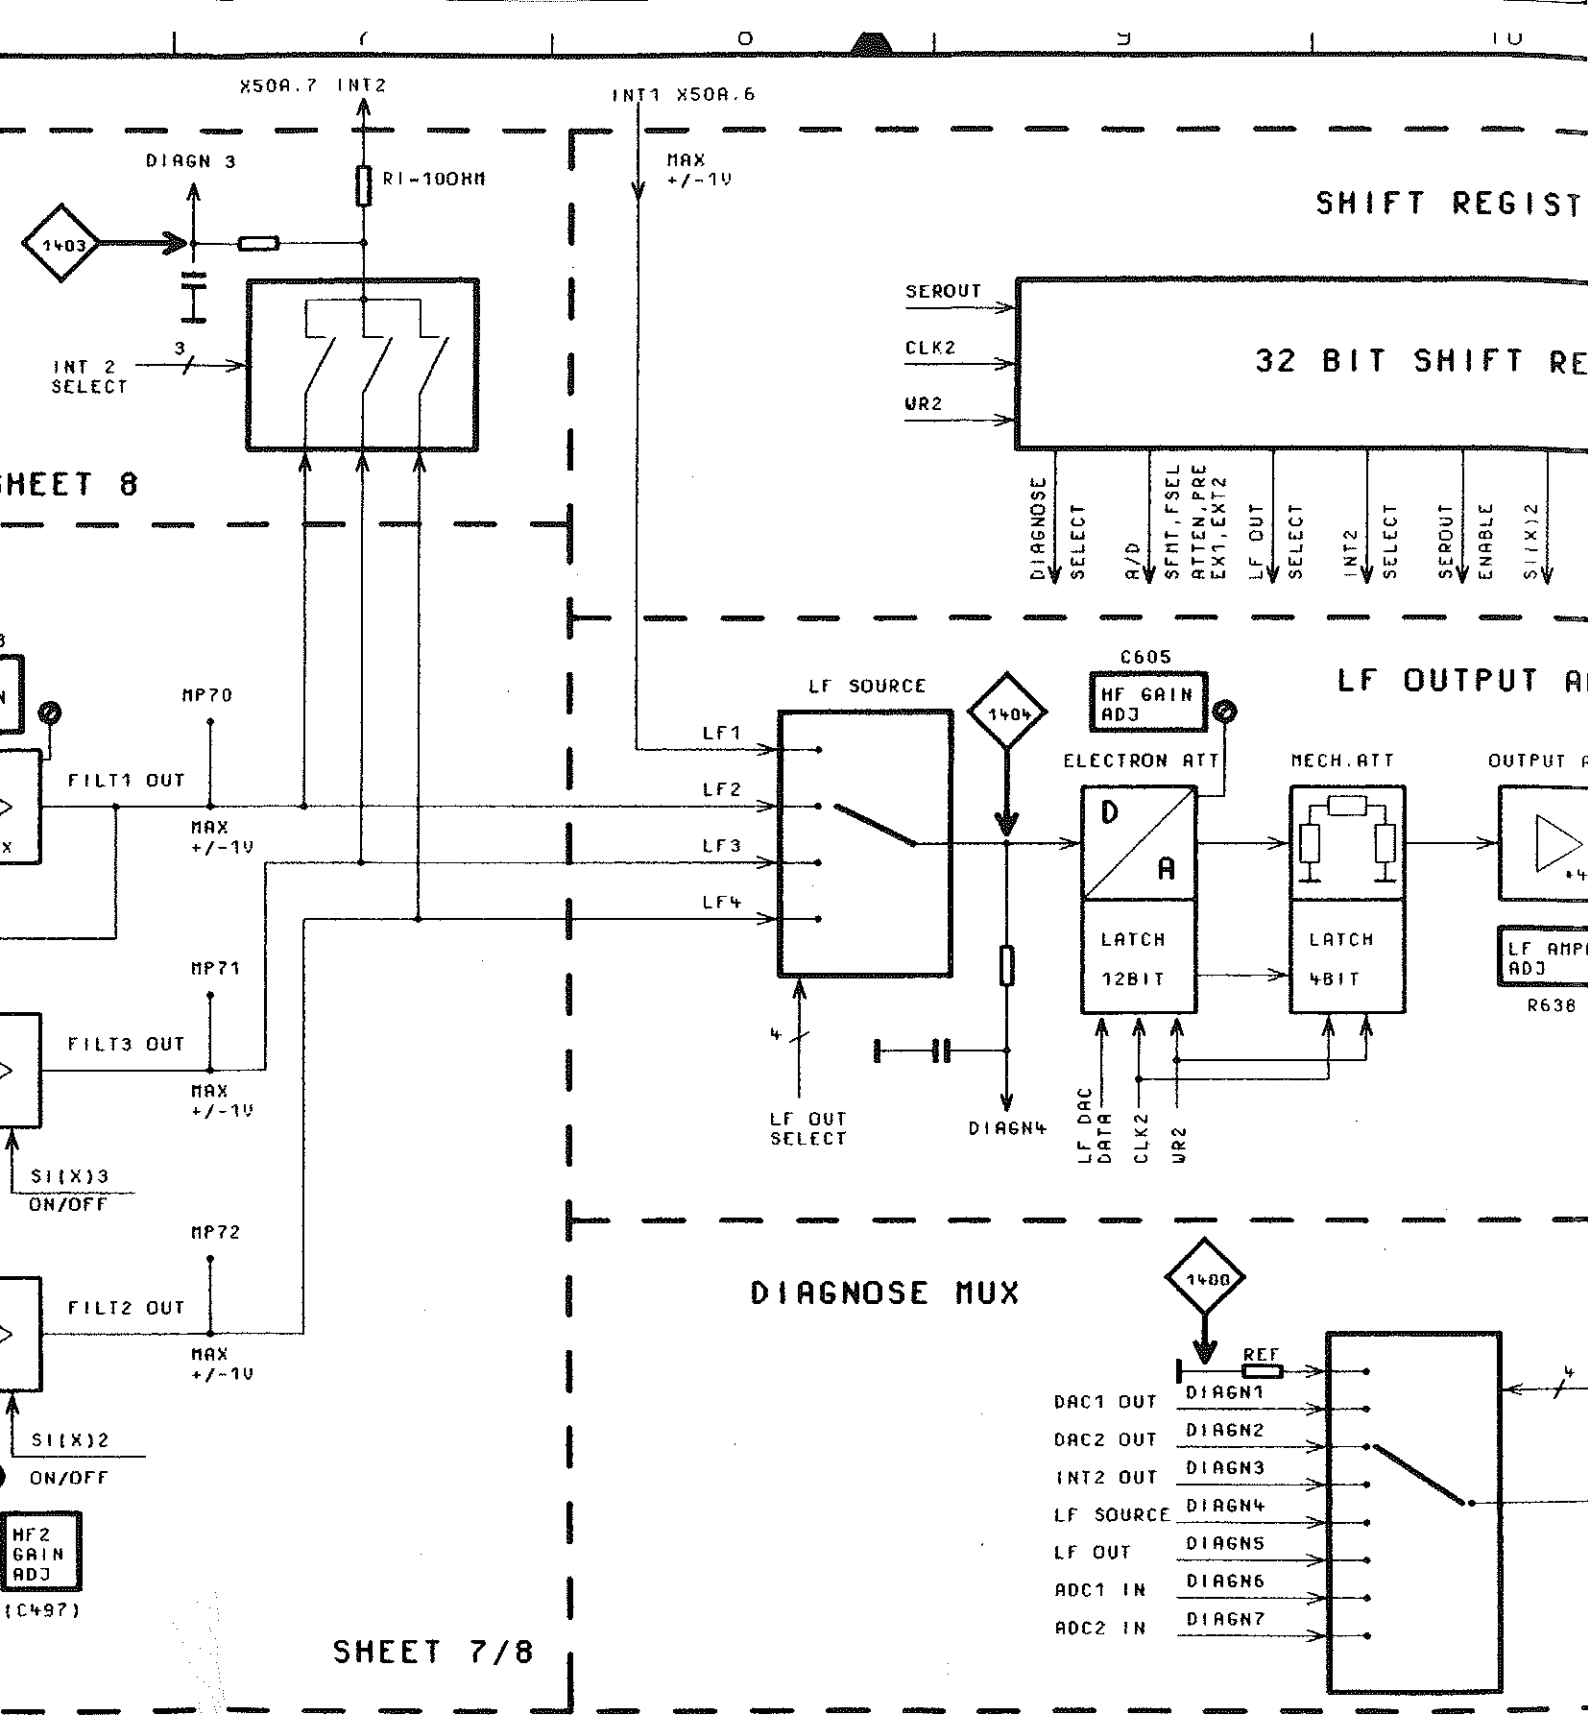 X50A.7 INT2
INT1 X50A.6
DIAGN 3
RI-100HM
MAX
+/-1V
1403
INT 2
SELECT
3
SHEET 8
SHIFT REGIST
SEROUT
CLK2
WR2
32 BIT SHIFT RE
DIAGNOSE
SELECT
A/D
SFMT,FSEL
ATTEN,PRE
EX1,EXT2
LF OUT
SELECT
INT2
SELECT
SEROUT
ENABLE
SI(X)2
MP70
FILT1 OUT
MAX
+/-1V
X
LF SOURCE
LF1
LF2
LF3
LF4
1404
C605
HF GAIN
ADJ
LF OUTPUT A
ELECTRON ATT
MECH.ATT
OUTPUT A
D
A
LATCH
12BIT
LATCH
4BIT
*4
LF AMP
ADJ
R638
MP71
FILT3 OUT
MAX
+/-1V
SI(X)3
ON/OFF
4
LF OUT
SELECT
DIAGN4
LF DAC
DATA
CLK2
WR2
MP72
FILT2 OUT
MAX
+/-1V
SI(X)2
ON/OFF
HF2
GAIN
ADJ
(C497)
SHEET 7/8
DIAGNOSE MUX
1400
REF
4
DAC1 OUT DIAGN1
DAC2 OUT DIAGN2
INT2 OUT DIAGN3
LF SOURCE DIAGN4
LF OUT DIAGN5
ADC1 IN DIAGN6
ADC2 IN DIAGN7